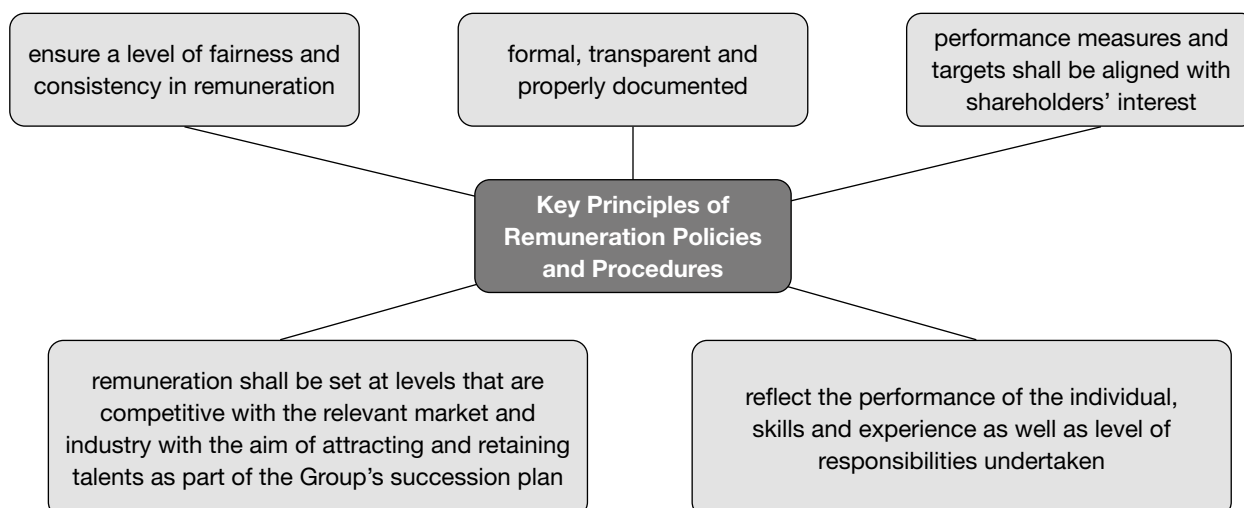 ensure a level of fairness and
consistency in remuneration
formal, transparent and
properly documented
performance measures and
targets shall be aligned with
shareholders’ interest
Key Principles of
Remuneration Policies
and Procedures
remuneration shall be set at levels that are
competitive with the relevant market and
industry with the aim of attracting and retaining
talents as part of the Group’s succession plan
reflect the performance of the individual,
skills and experience as well as level of
responsibilities undertaken